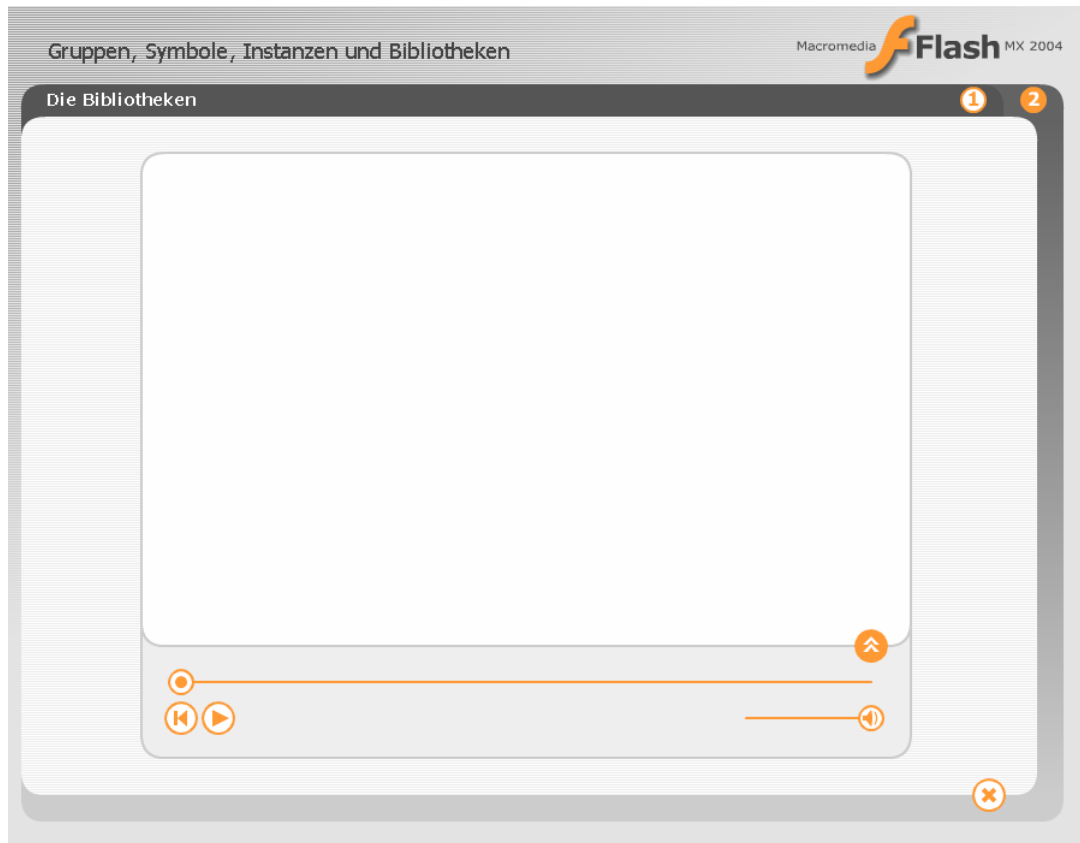 Gruppen, Symbole, Instanzen und Bibliotheken
Macromedia Flash MX 2004
Die Bibliotheken
1 2